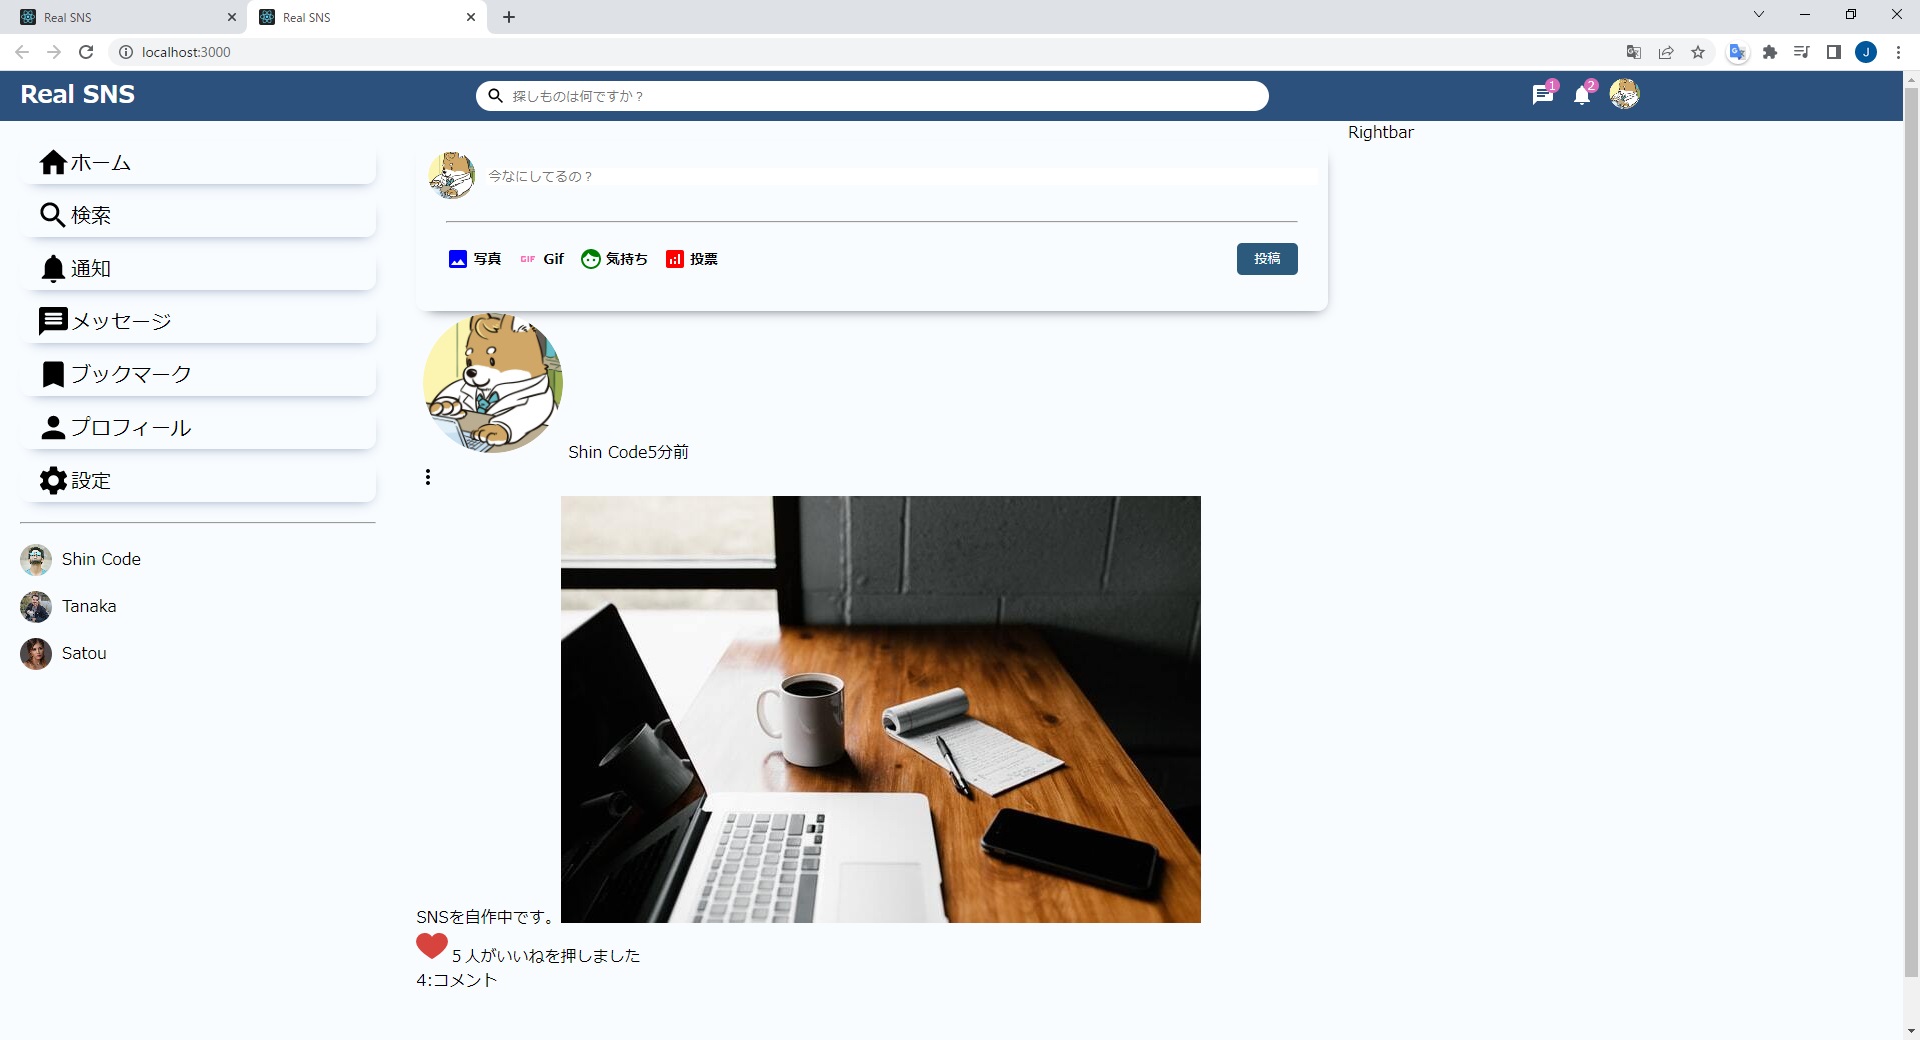 Real SNS
Real SNS
localhost:3000
J
Real SNS
探しものは何ですか？
1
2
ホーム
検索
通知
メッセージ
ブックマーク
プロフィール
設定
Shin Code
Tanaka
Satou
今なにしてるの？
写真
GIF Gif
気持ち
投票
投稿
Rightbar
Shin Code5分前
SNSを自作中です。
５人がいいねを押しました
4:コメント